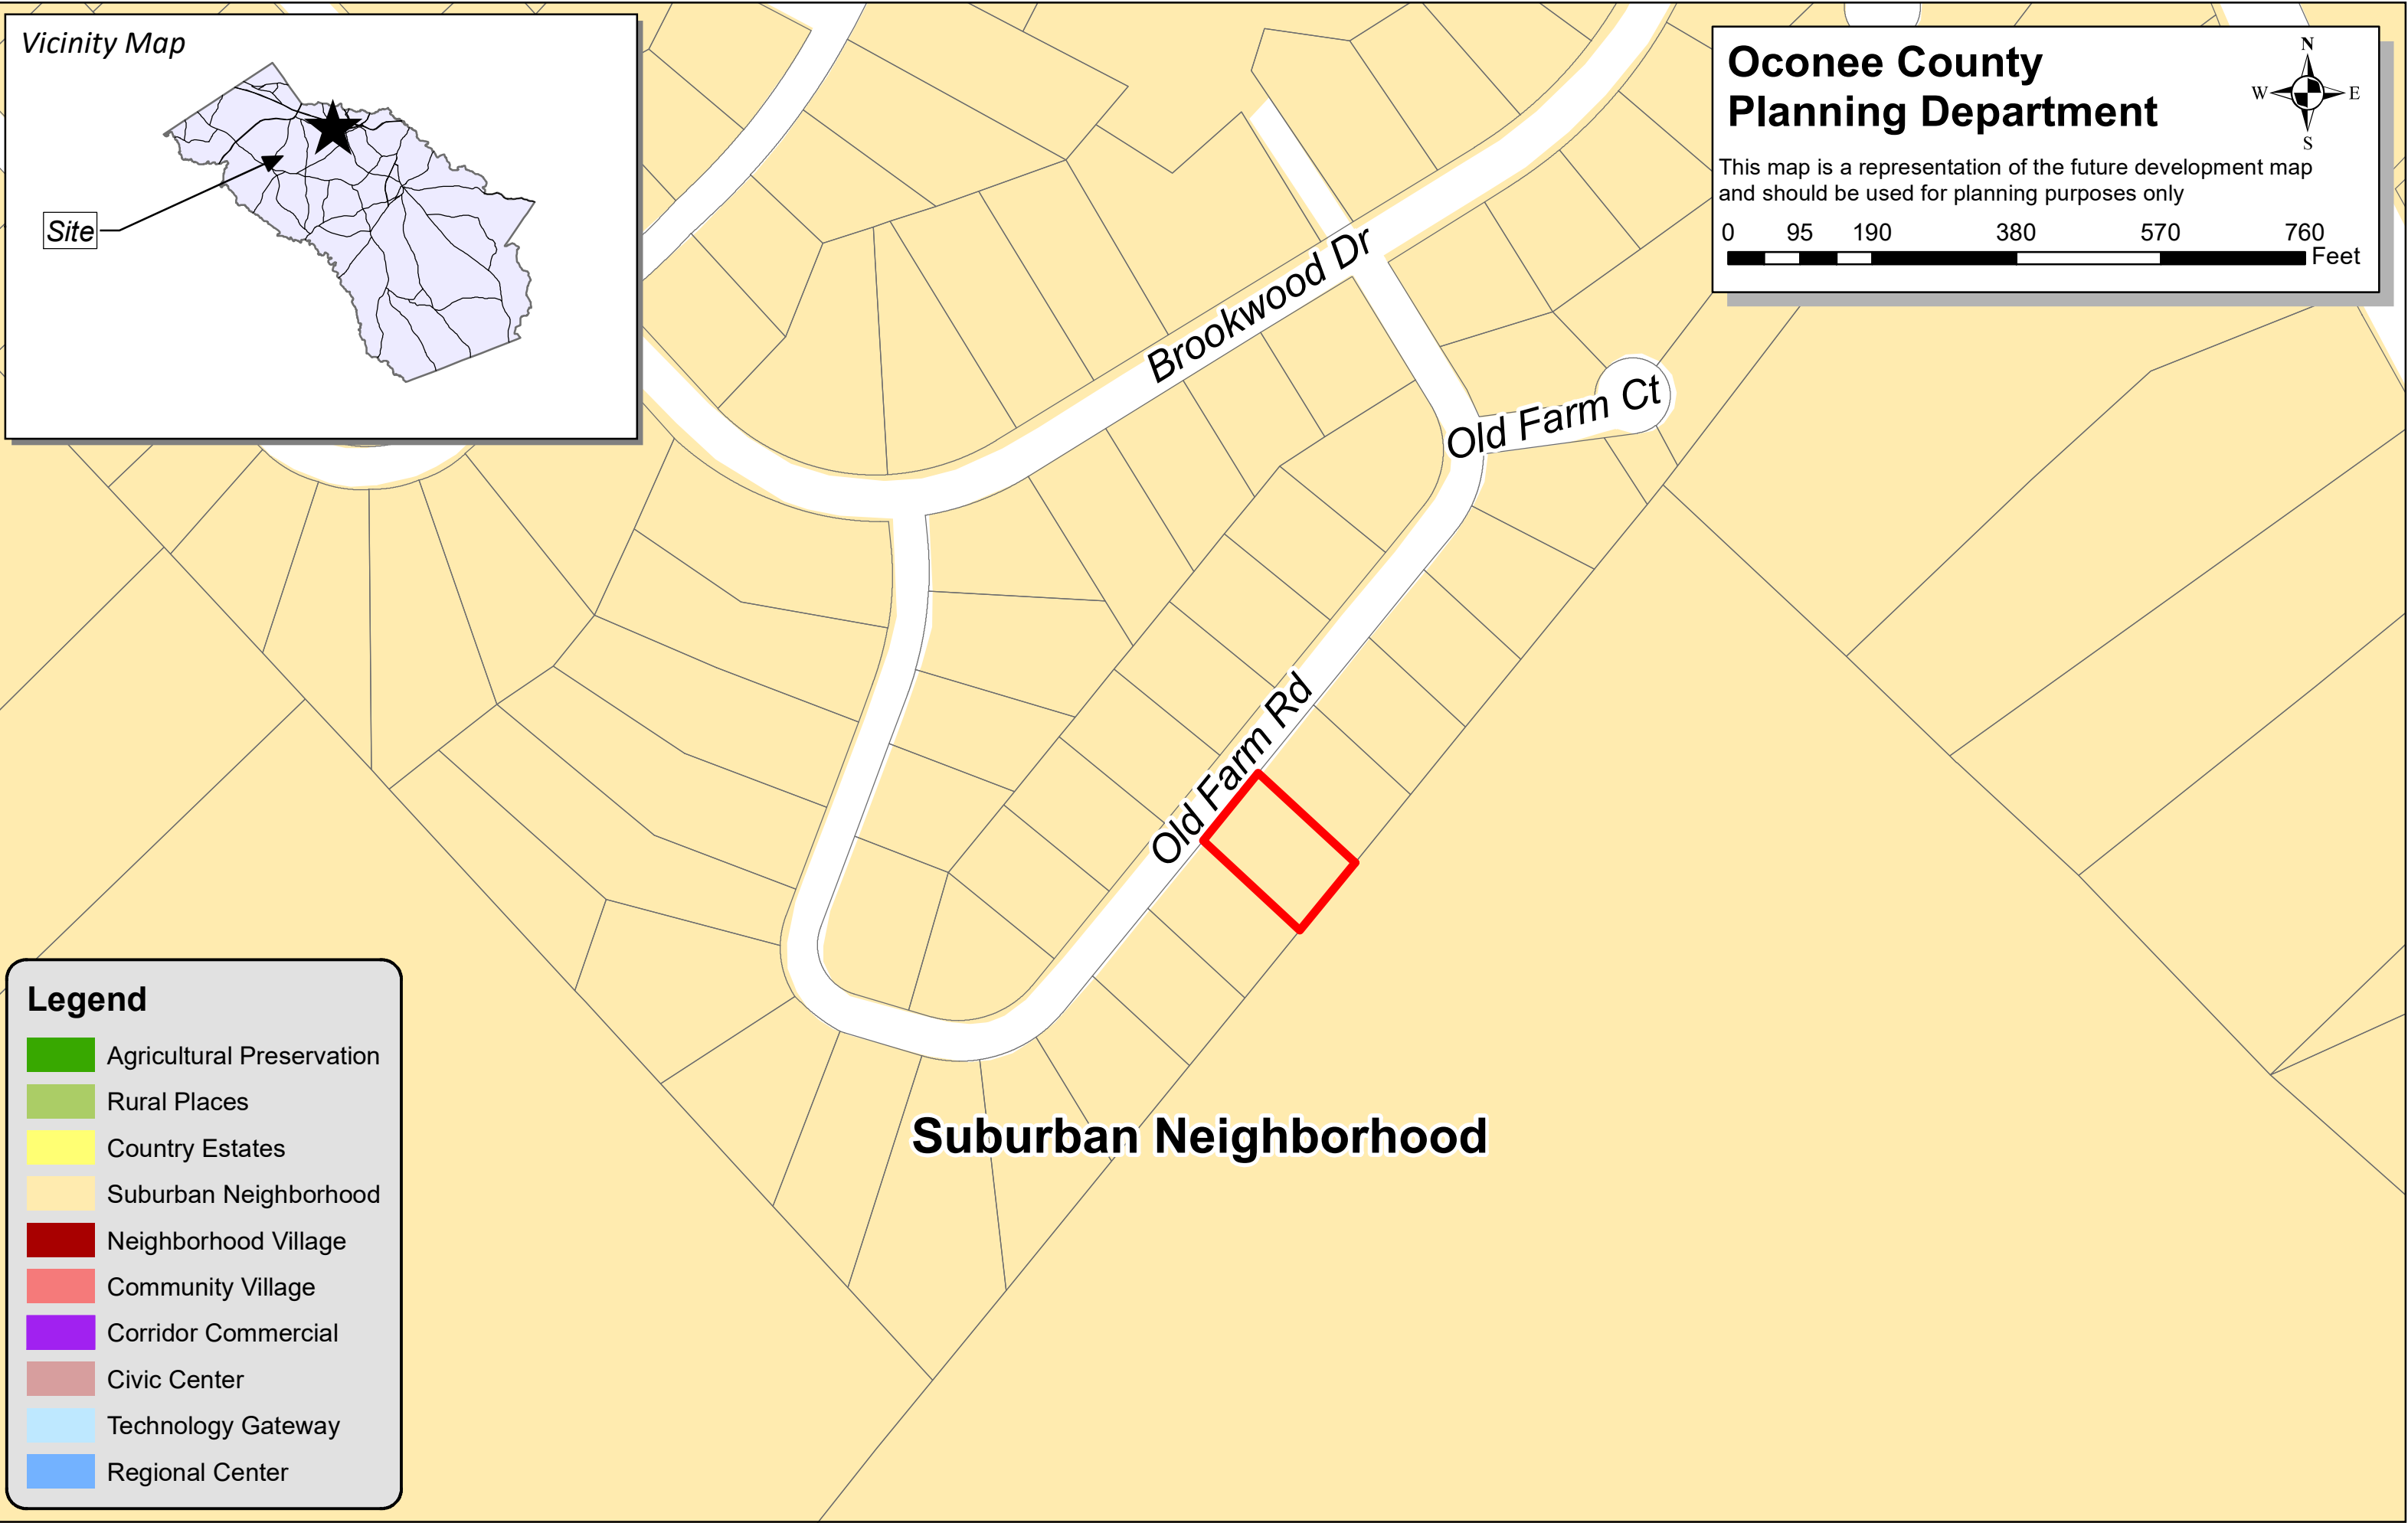 Vicinity Map
Site
Oconee County
Planning Department
N
W
E
S
This map is a representation of the future development map
and should be used for planning purposes only
0 95 190 380 570 760
Feet
Brookwood Dr
Old Farm Ct
Old Farm Rd
Suburban Neighborhood
Legend
Agricultural Preservation
Rural Places
Country Estates
Suburban Neighborhood
Neighborhood Village
Community Village
Corridor Commercial
Civic Center
Technology Gateway
Regional Center